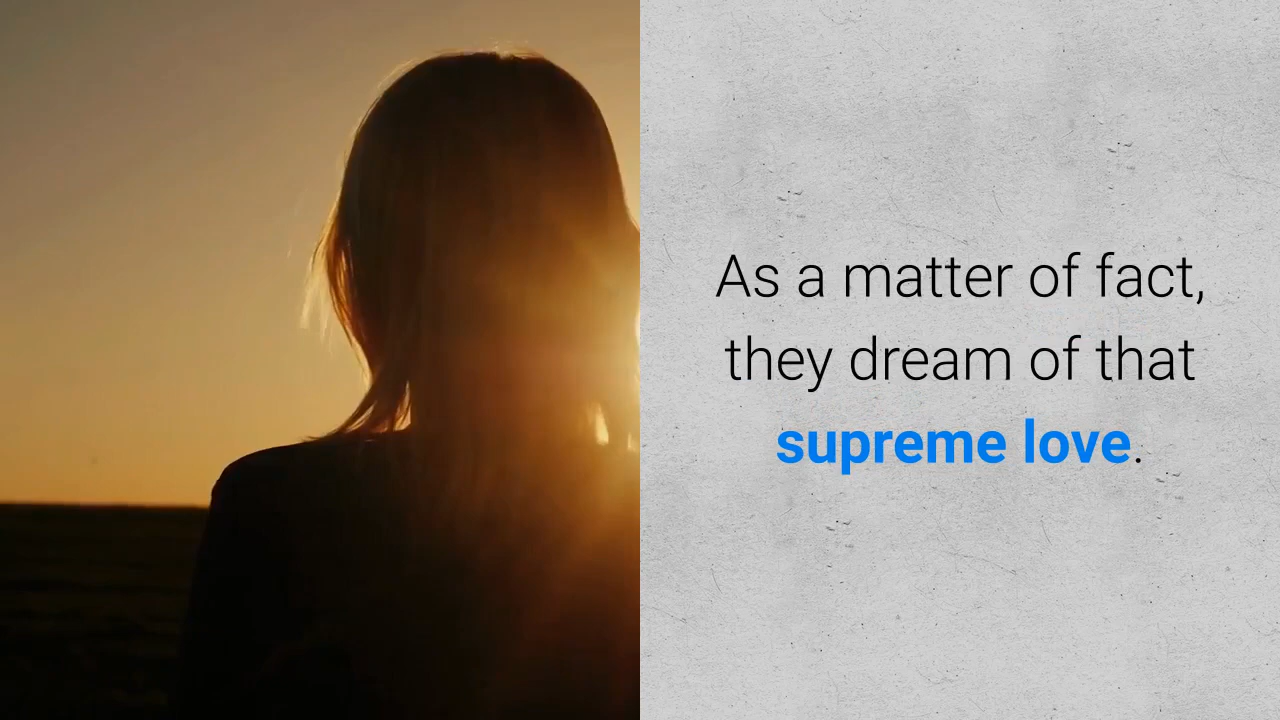 As a matter of fact,
they dream of that
supreme love.